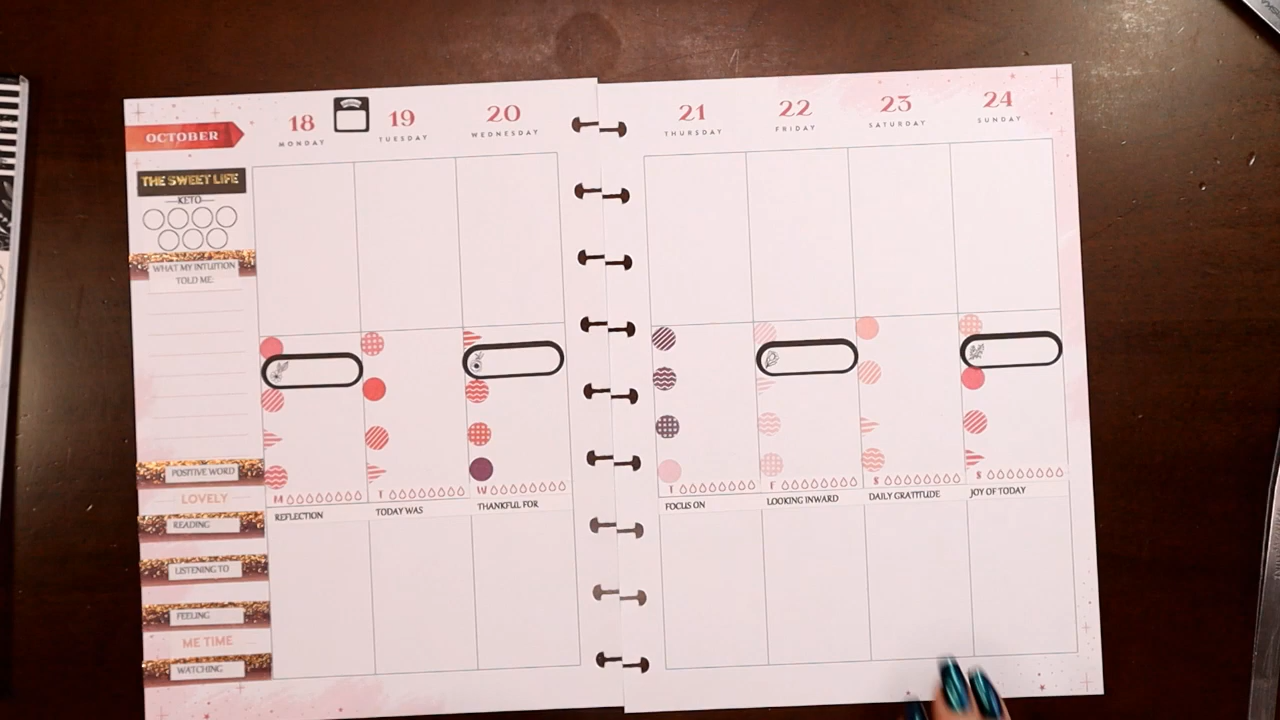 OCTOBER
18
MONDAY
19
TUESDAY
20
WEDNESDAY
21
THURSDAY
22
FRIDAY
23
SATURDAY
24
SUNDAY
THE SWEET LIFE
KETO
WHAT MY INTUITION
TOLD ME:
POSITIVE WORD
LOVELY
READING
LISTENING TO
FEELING
ME TIME
WATCHING
M
T
W
T
F
S
S
REFLECTION
TODAY WAS
THANKFUL FOR
FOCUS ON
LOOKING INWARD
DAILY GRATITUDE
JOY OF TODAY